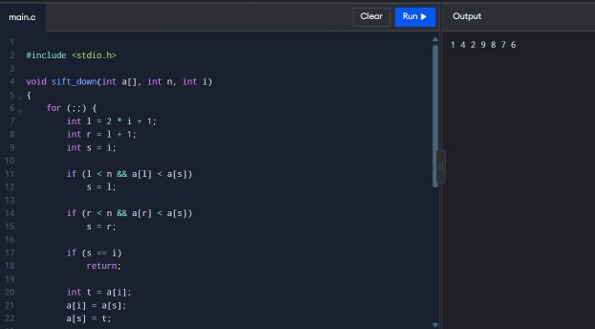 main.c Clear Run Output
1 4 2 9 8 7 6
1
2 #include <stdio.h>
3
4 void sift_down(int a[], int n, int i)
5 {
6     for (;;) {
7         int l = 2 * i + 1;
8         int r = l + 1;
9         int s = i;
10
11         if (l < n && a[l] < a[s])
12             s = l;
13
14         if (r < n && a[r] < a[s])
15             s = r;
16
17         if (s == i)
18             return;
19
20         int t = a[i];
21         a[i] = a[s];
22         a[s] = t;